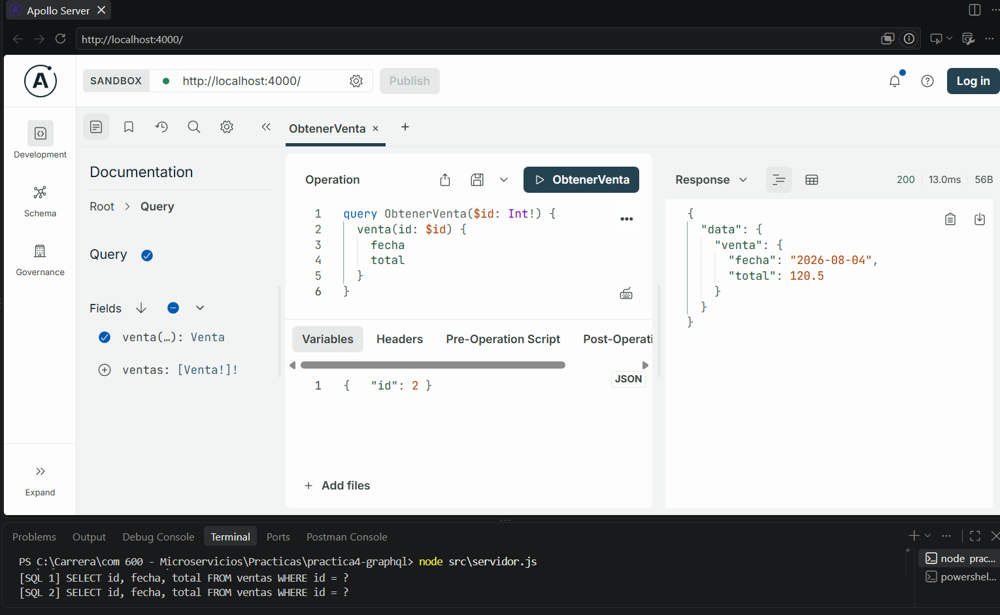 Apollo Server
http://localhost:4000/
SANDBOX
http://localhost:4000/
Publish
Log in
Development
Schema
Governance
Expand
ObtenerVenta
Documentation
Root > Query
Query
Fields
venta(…): Venta
ventas: [Venta!]!
Operation
ObtenerVenta
1 query ObtenerVenta($id: Int!) {
2 venta(id: $id) {
3 fecha
4 total
5 }
6 }
Variables Headers Pre-Operation Script Post-Operati
JSON
1 { "id": 2 }
+ Add files
Response
200 13.0ms 56B
{
"data": {
"venta": {
"fecha": "2026-08-04",
"total": 120.5
}
}
}
Problems Output Debug Console Terminal Ports Postman Console
PS C:\Carrera\com 600 - Microservicios\Practicas\practica4-graphql> node src\servidor.js
[SQL 1] SELECT id, fecha, total FROM ventas WHERE id = ?
[SQL 2] SELECT id, fecha, total FROM ventas WHERE id = ?
node prac...
powershel...